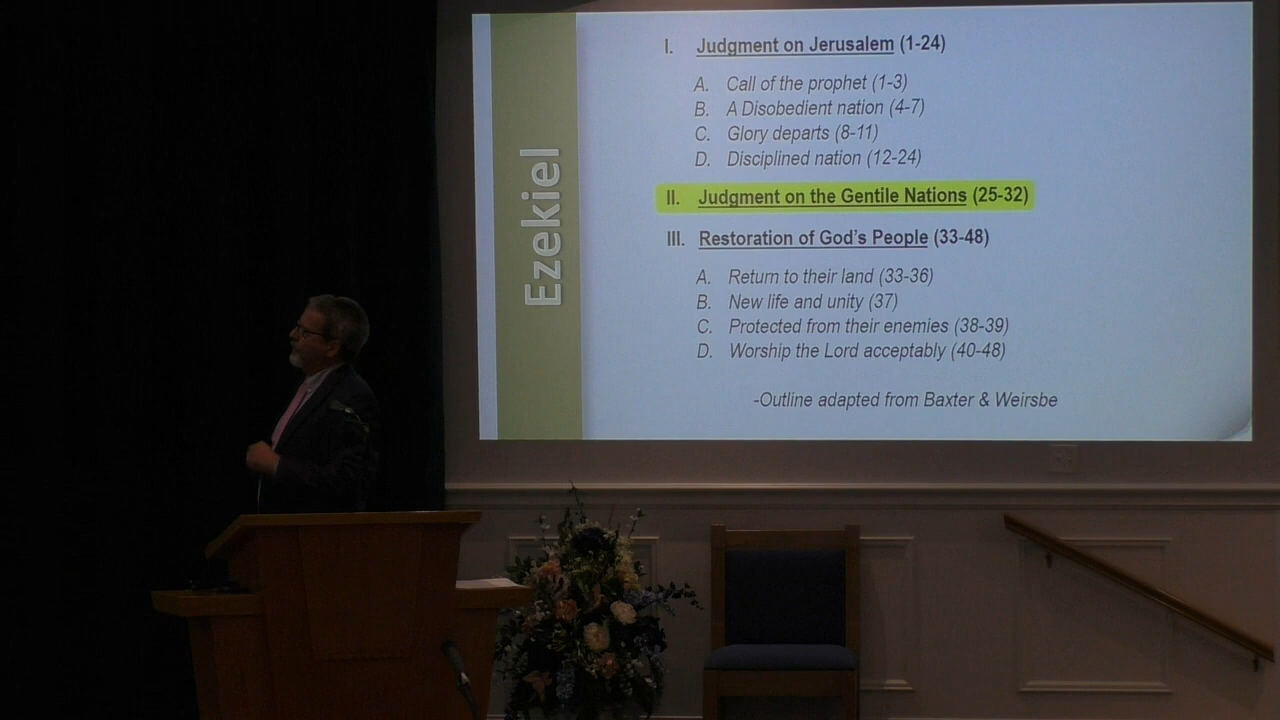 Ezekiel
I. Judgment on Jerusalem (1-24)
A. Call of the prophet (1-3)
B. A Disobedient nation (4-7)
C. Glory departs (8-11)
D. Disciplined nation (12-24)
II. Judgment on the Gentile Nations (25-32)
III. Restoration of God's People (33-48)
A. Return to their land (33-36)
B. New life and unity (37)
C. Protected from their enemies (38-39)
D. Worship the Lord acceptably (40-48)
-Outline adapted from Baxter & Weirsbe